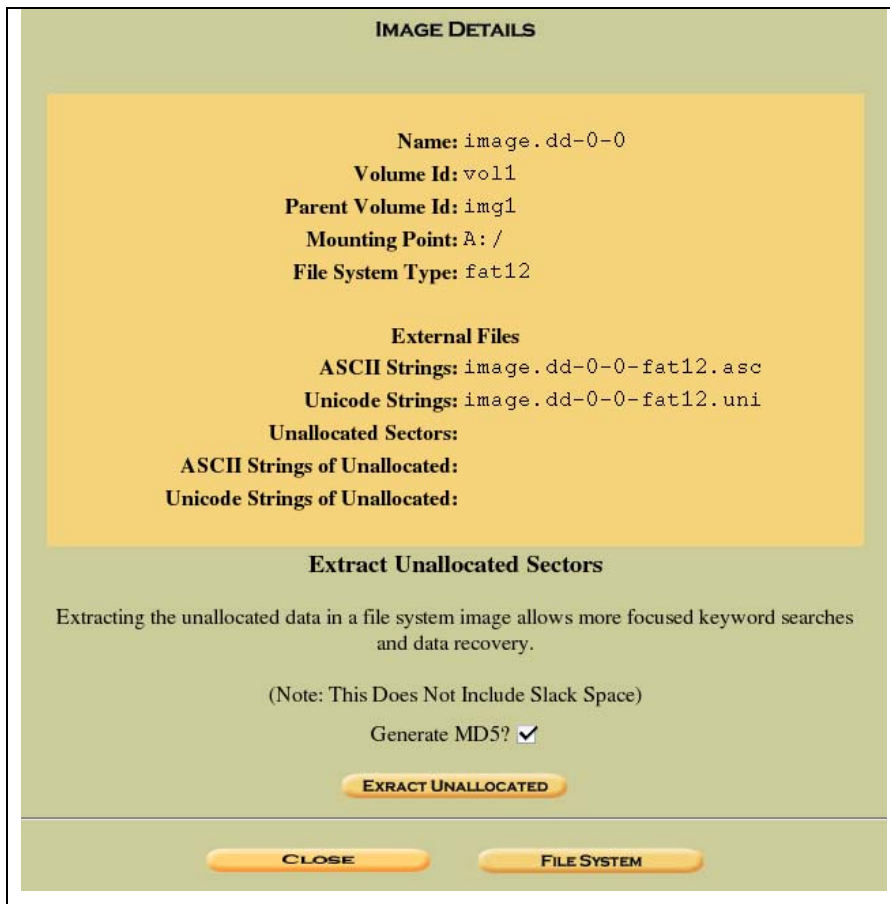 IMAGE DETAILS
Name: image.dd-0-0
Volume Id: vol1
Parent Volume Id: img1
Mounting Point: A:/
File System Type: fat12
External Files
ASCII Strings: image.dd-0-0-fat12.asc
Unicode Strings: image.dd-0-0-fat12.uni
Unallocated Sectors:
ASCII Strings of Unallocated:
Unicode Strings of Unallocated:
Extract Unallocated Sectors
Extracting the unallocated data in a file system image allows more focused keyword searches
and data recovery.
(Note: This Does Not Include Slack Space)
Generate MD5?
EXRACT UNALLOCATED
CLOSE FILE SYSTEM